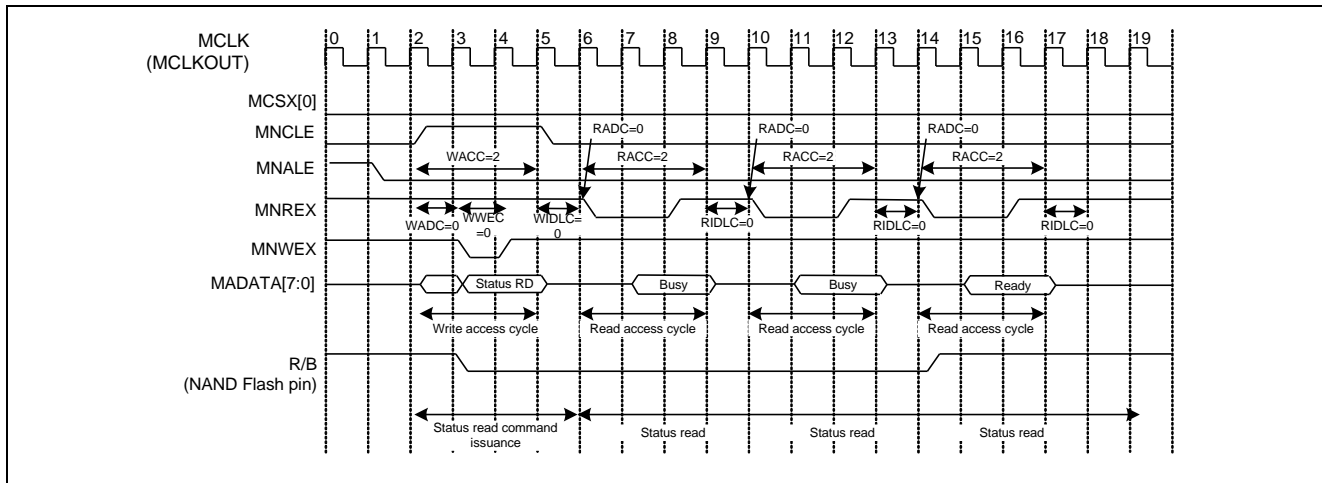 0 1 2 3 4 5 6 7 8 9 10 11 12 13 14 15 16 17 18 19
MCLK
(MCLKOUT)
MCSX[0]
MNCLE
RADC=0 RADC=0 RADC=0
MNALE
WACC=2 RACC=2 RACC=2 RACC=2
MNREX
WADC=0 WWEC
=0
WIDLC=
0
RIDLC=0 RIDLC=0 RIDLC=0
MNWEX
MADATA[7:0]
Status RD Busy Busy Ready
Write access cycle Read access cycle Read access cycle Read access cycle
R/B
(NAND Flash pin)
Status read command
issuance
Status read Status read Status read